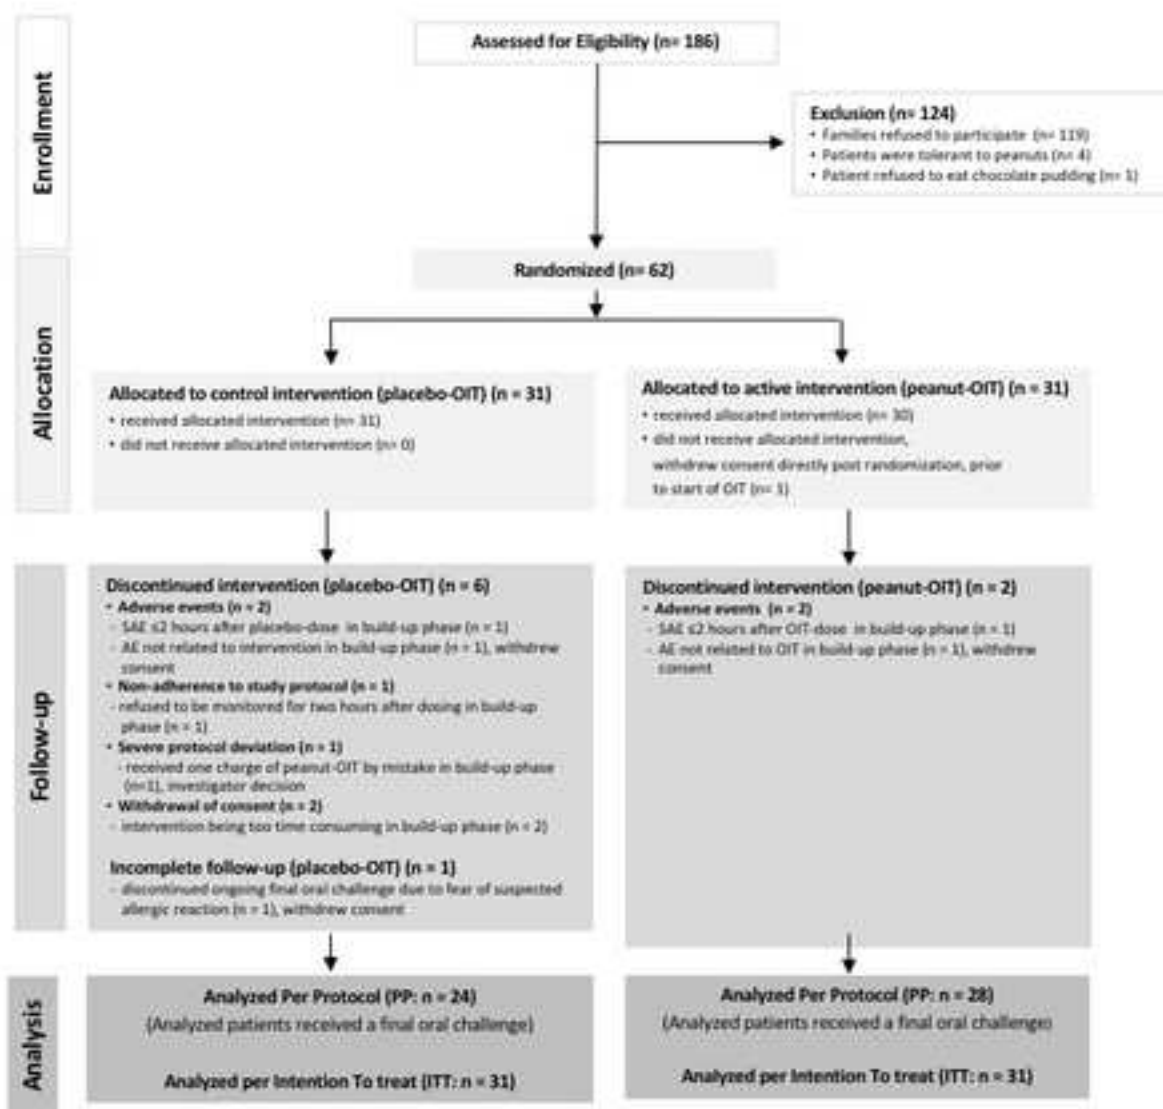 Enrollment
Assessed for Eligibility (n= 186)
Exclusion (n= 124)
• Families refused to participate (n= 119)
• Patients were tolerant to peanuts (n= 4)
• Patient refused to eat chocolate pudding (n= 1)
Randomized (n= 62)
Allocation
Allocated to control intervention (placebo-OIT) (n = 31)
• received allocated intervention (n= 31)
• did not receive allocated intervention (n= 0)
Allocated to active intervention (peanut-OIT) (n = 31)
• received allocated intervention (n= 30)
• did not receive allocated intervention,
withdrew consent directly post randomization, prior
to start of OIT (n= 1)
Follow-up
Discontinued intervention (placebo-OIT) (n = 6)
• Adverse events (n = 2)
- SAE ≤2 hours after placebo-dose in build-up phase (n = 1)
- AE not related to intervention in build-up phase (n = 1), withdrew
consent
• Non-adherence to study protocol (n = 1)
- refused to be monitored for two hours after dosing in build-up
phase (n = 1)
• Severe protocol deviation (n = 1)
- received one charge of peanut-OIT by mistake in build-up phase
(n=1), investigator decision
• Withdrawal of consent (n = 2)
- intervention being too time consuming in build-up phase (n = 2)
Incomplete follow-up (placebo-OIT) (n = 1)
- discontinued ongoing final oral challenge due to fear of suspected
allergic reaction (n = 1), withdrew consent
Discontinued intervention (peanut-OIT) (n = 2)
• Adverse events (n = 2)
- SAE ≤2 hours after OIT-dose in build-up phase (n = 1)
- AE not related to OIT in build-up phase (n = 1), withdrew
consent
Analysis
Analyzed Per Protocol (PP: n = 24)
(Analyzed patients received a final oral challenge)
Analyzed per Intention To treat (ITT: n = 31)
Analyzed Per Protocol (PP: n = 28)
(Analyzed patients received a final oral challenge)
Analyzed per Intention To treat (ITT: n = 31)